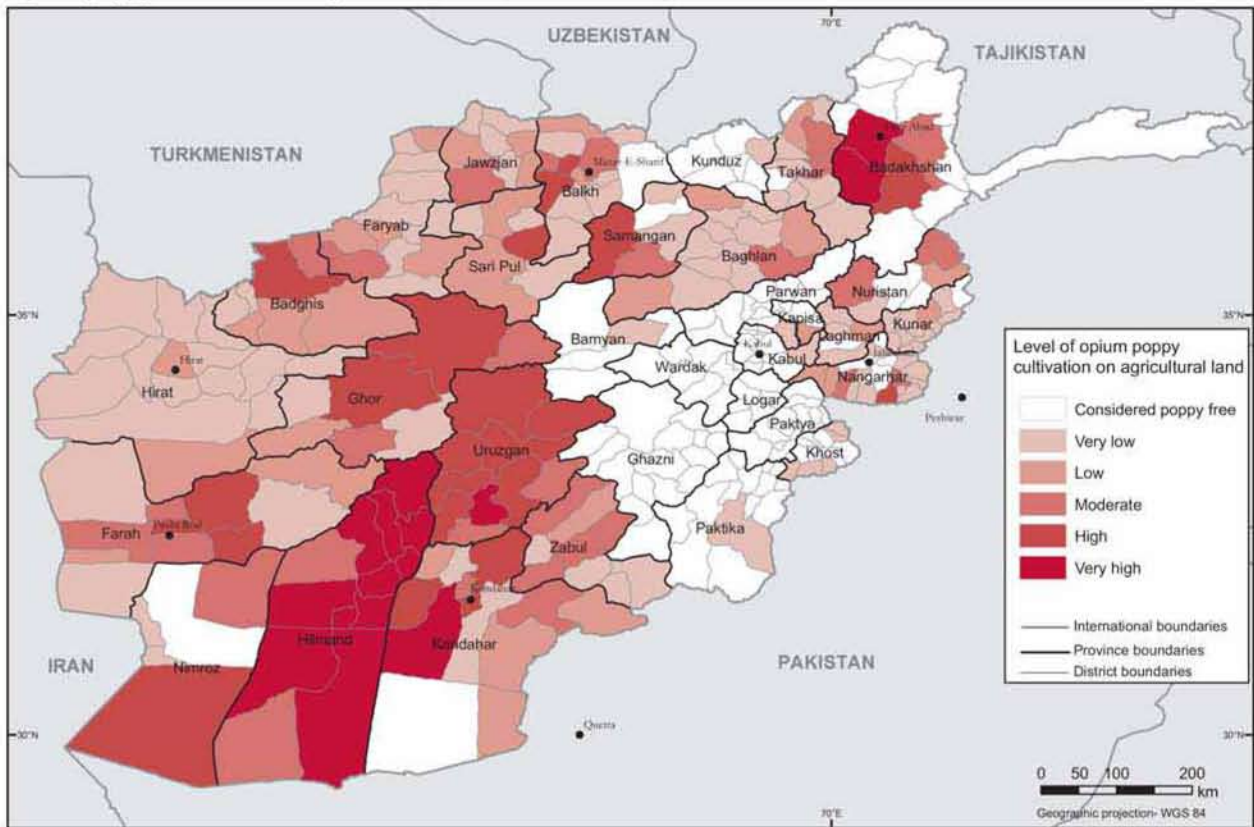 70°E
UZBEKISTAN
TAJIKISTAN
TURKMENISTAN
Jawzjan
Mazar-E-Sharif
Kunduz
Takhar
Badakhshan
Balkh
Faryab
Samangan
Sari Pul
Baghlan
Badghis
Parwan
Nuristan
35°N
35°N
Bamyan
Kapisa
Kunar
Laghman
Kabul
Kabul
Wardak
Hirat
Hirat
Nangarhar
Ghor
Logar
Peshawar
Paktya
Uruzgan
Khost
Ghazni
Farah
Paktika
Zabul
Hilmand
Kandahar
Nimroz
IRAN
PAKISTAN
Quetta
30°N
30°N
70°E
Level of opium poppy
cultivation on agricultural land
Considered poppy free
Very low
Low
Moderate
High
Very high
International boundaries
Province boundaries
District boundaries
0 50 100 200
km
Geographic projection- WGS 84